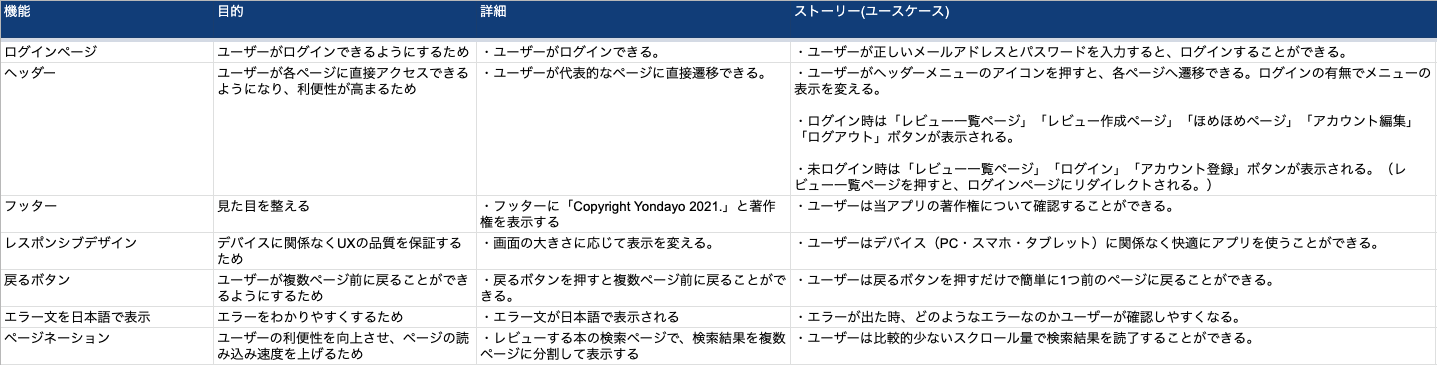 機能
目的
詳細
ストーリー(ユースケース)
ログインページ
ユーザーがログインできるようにするため
・ユーザーがログインできる。
・ユーザーが正しいメールアドレスとパスワードを入力すると、ログインすることができる。
ヘッダー
ユーザーが各ページに直接アクセスできる
ようになり、利便性が高まるため
・ユーザーが代表的なページに直接遷移できる。
・ユーザーがヘッダーメニューのアイコンを押すと、各ページへ遷移できる。ログインの有無でメニューの
表示を変える。
・ログイン時は「レビュー一覧ページ」「レビュー作成ページ」「ほめほめページ」「アカウント編集」
「ログアウト」ボタンが表示される。
・未ログイン時は「レビュー一覧ページ」「ログイン」「アカウント登録」ボタンが表示される。（レ
ビュー一覧ページを押すと、ログインページにリダイレクトされる。）
フッター
見た目を整える
・フッターに「Copyright Yondayo 2021.」と著作
権を表示する
・ユーザーは当アプリの著作権について確認することができる。
レスポンシブデザイン
デバイスに関係なくUXの品質を保証する
ため
・画面の大きさに応じて表示を変える。
・ユーザーはデバイス（PC・スマホ・タブレット）に関係なく快適にアプリを使うことができる。
戻るボタン
ユーザーが複数ページ前に戻ることができ
るようにするため
・戻るボタンを押すと複数ページ前に戻ることがで
きる。
・ユーザーは戻るボタンを押すだけで簡単に1つ前のページに戻ることができる。
エラー文を日本語で表示
エラーをわかりやすくするため
・エラー文が日本語で表示される
・エラーが出た時、どのようなエラーなのかユーザーが確認しやすくなる。
ページネーション
ユーザーの利便性を向上させ、ページの読
み込み速度を上げるため
・レビューする本の検索ページで、検索結果を複数
ページに分割して表示する
・ユーザーは比較的少ないスクロール量で検索結果を読了することができる。